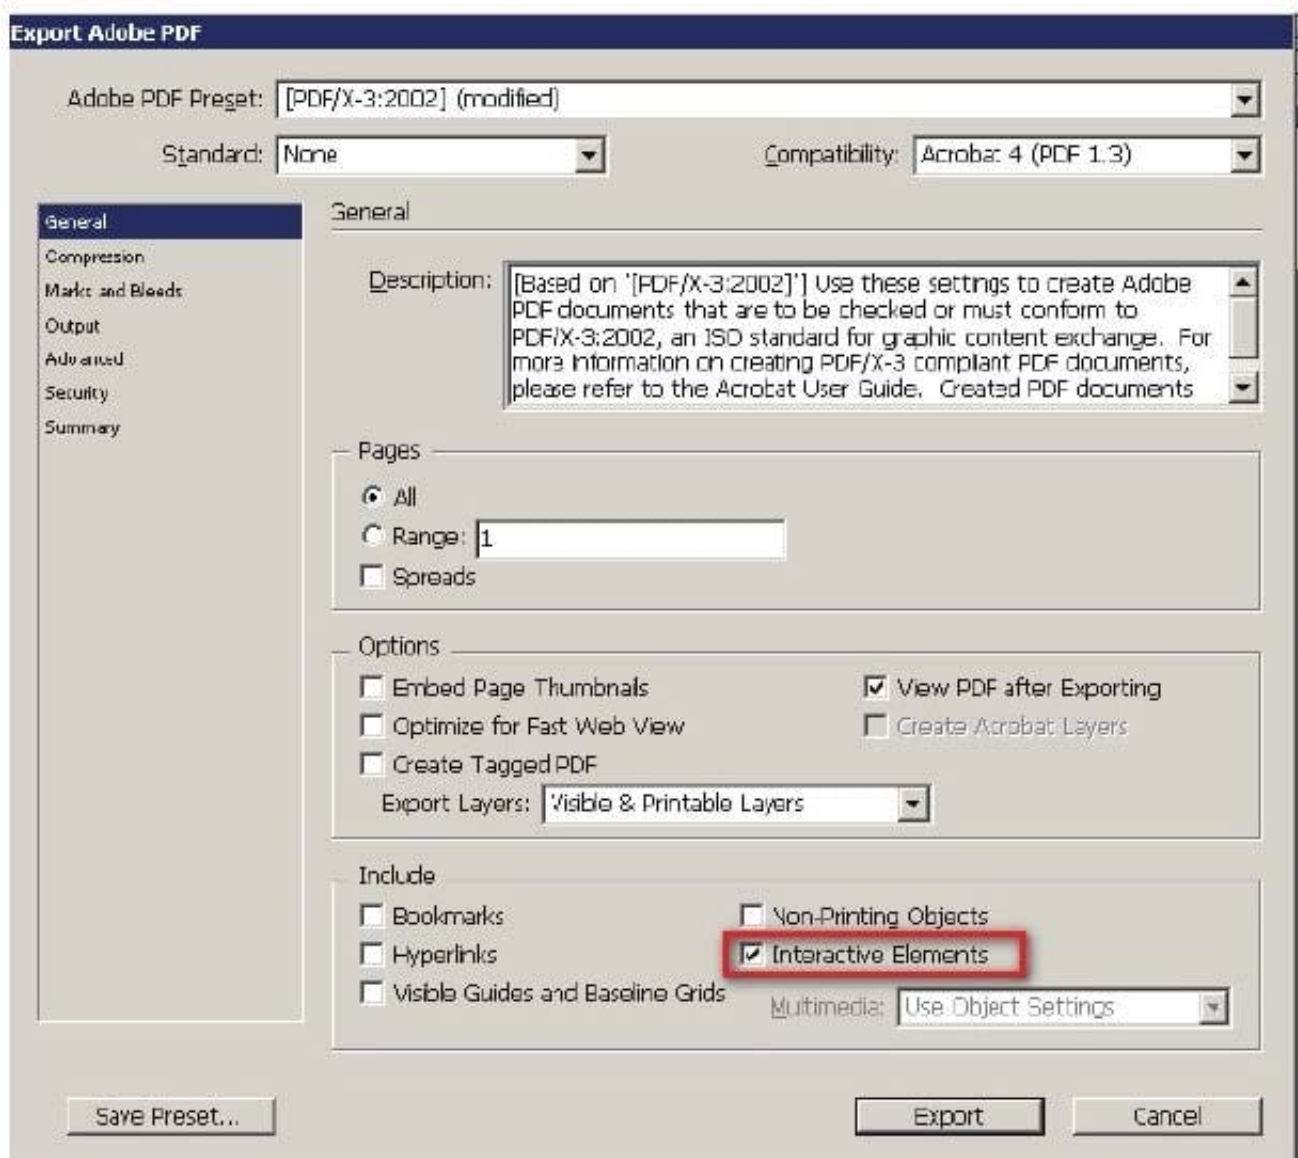 Export Adobe PDF
Adobe PDF Preset: [PDF/X-3:2002] (modified)
Standard: None
Compatibility: Acrobat 4 (PDF 1.3)
General
Compression
Marks and Bleeds
Output
Advanced
Security
Summary
General
Description: [Based on '[PDF/X-3:2002]'] Use these settings to create Adobe
PDF documents that are to be checked or must conform to
PDF/X-3:2002, an ISO standard for graphic content exchange. For
more information on creating PDF/X-3 compliant PDF documents,
please refer to the Acrobat User Guide. Created PDF documents
Pages
All
Range: 1
Spreads
Options
Embed Page Thumbnails
View PDF after Exporting
Optimize for Fast Web View
Create Acrobat Layers
Create Tagged PDF
Export Layers: Visible & Printable Layers
Include
Bookmarks
Non-Printing Objects
Hyperlinks
Interactive Elements
Visible Guides and Baseline Grids
Multimedia: Use Object Settings
Save Preset...
Export
Cancel